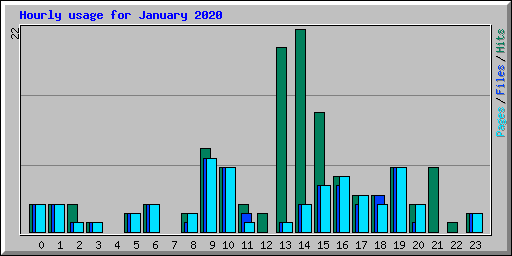 Hourly usage for January 2020
22
Pages/Files/Hits
0 1 2 3 4 5 6 7 8 9 10 11 12 13 14 15 16 17 18 19 20 21 22 23